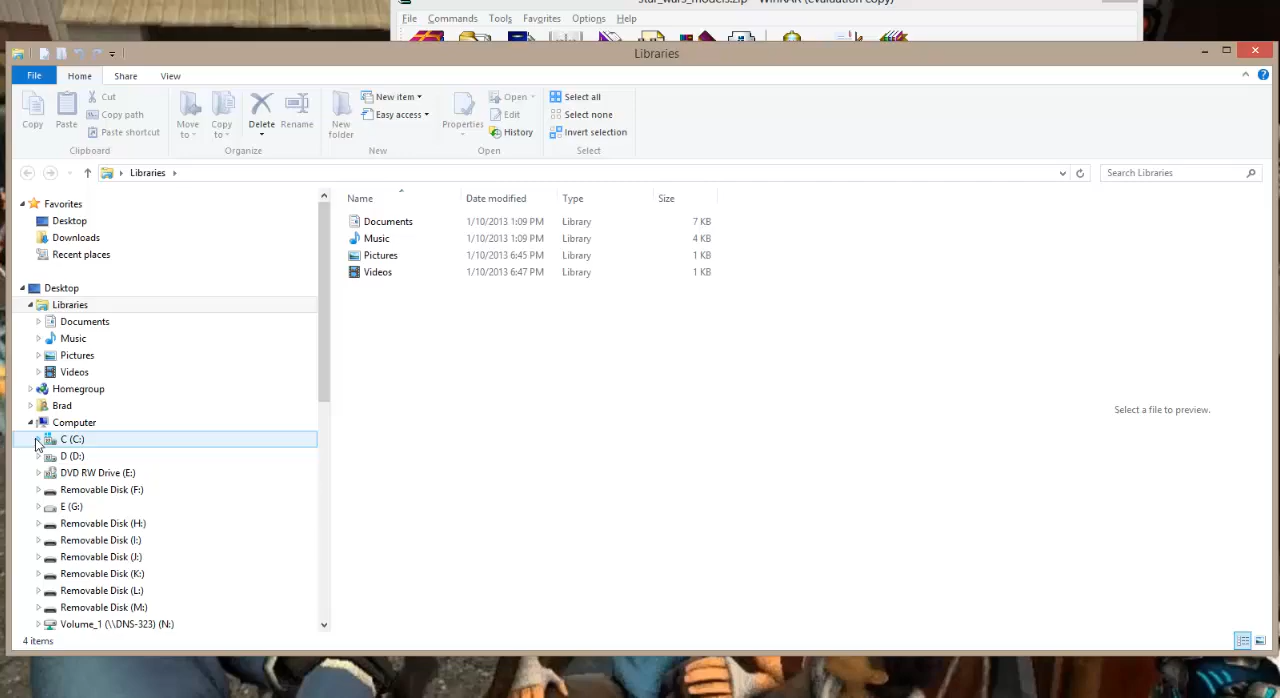 star_wars_models.zip - WinRAR (evaluation copy)
File Commands Tools Favorites Options Help
Libraries
File Home Share View
Copy
Paste
Cut
Copy path
Paste shortcut
Clipboard
Move to
Copy to
Delete
Rename
Organize
New folder
New item
Easy access
New
Properties
Open
Edit
History
Open
Select all
Select none
Invert selection
Select
Libraries
Search Libraries
Favorites
Desktop
Downloads
Recent places
Desktop
Libraries
Documents
Music
Pictures
Videos
Homegroup
Brad
Computer
C (C:)
D (D:)
DVD RW Drive (E:)
Removable Disk (F:)
E (G:)
Removable Disk (H:)
Removable Disk (I:)
Removable Disk (J:)
Removable Disk (K:)
Removable Disk (L:)
Removable Disk (M:)
Volume_1 (\\DNS-323) (N:)
Name Date modified Type Size
Documents 1/10/2013 1:09 PM Library 7 KB
Music 1/10/2013 1:09 PM Library 4 KB
Pictures 1/10/2013 6:45 PM Library 1 KB
Videos 1/10/2013 6:47 PM Library 1 KB
Select a file to preview.
4 items